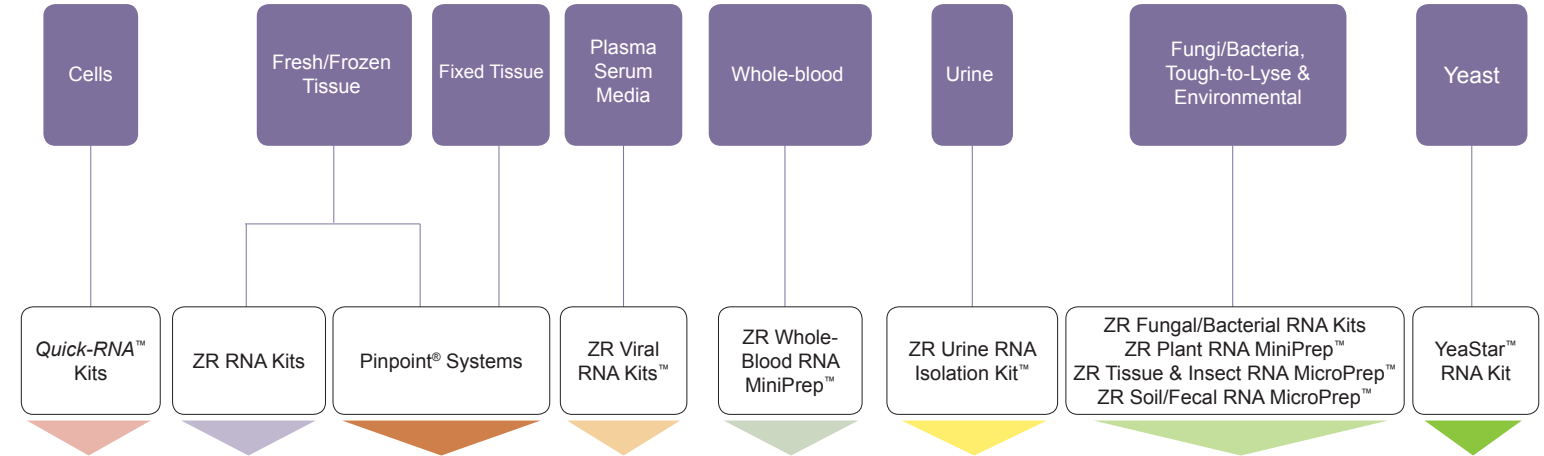 Cells
Fresh/Frozen
Tissue
Fixed Tissue
Plasma
Serum
Media
Whole-blood
Urine
Fungi/Bacteria,
Tough-to-Lyse &
Environmental
Yeast
Quick-RNA™
Kits
ZR RNA Kits
Pinpoint® Systems
ZR Viral
RNA Kits™
ZR Whole-
Blood RNA
MiniPrep™
ZR Urine RNA
Isolation Kit™
ZR Fungal/Bacterial RNA Kits
ZR Plant RNA MiniPrep™
ZR Tissue & Insect RNA MicroPrep™
ZR Soil/Fecal RNA MicroPrep™
YeaStar™
RNA Kit